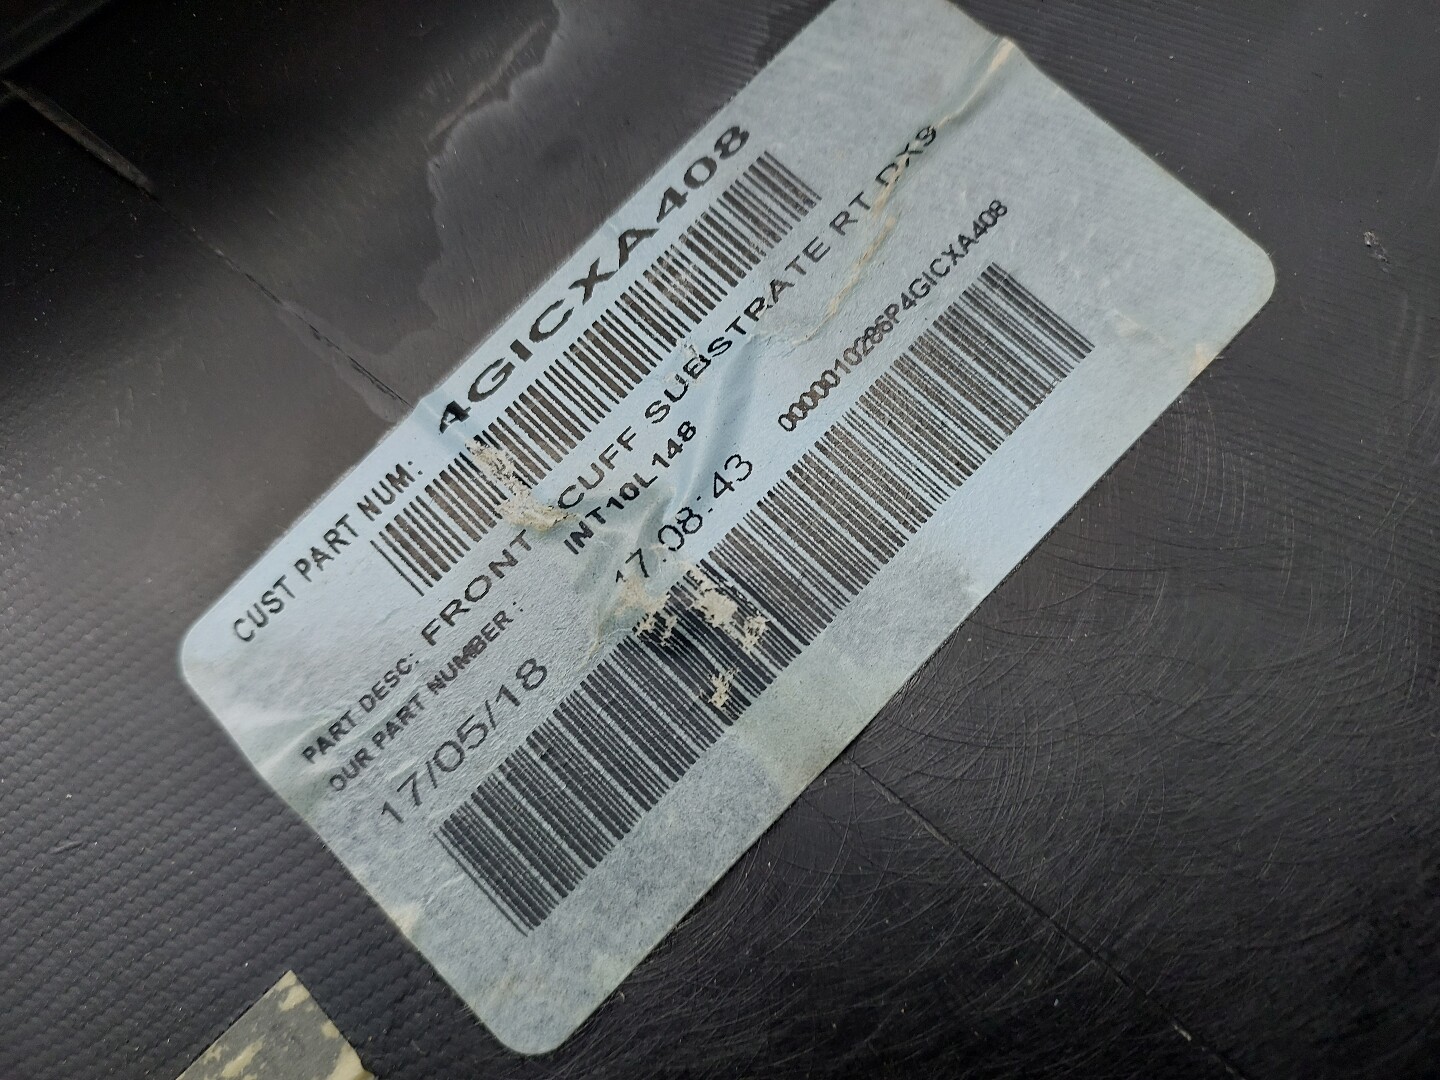 CUST PART NUM: 4GICXA408
PART DESC: FRONT CUFF SUBSTRATE RT DXS
OUR PART NUMBER: INT10L148
17/05/18 17:08:43
0000010286P4GICXA408